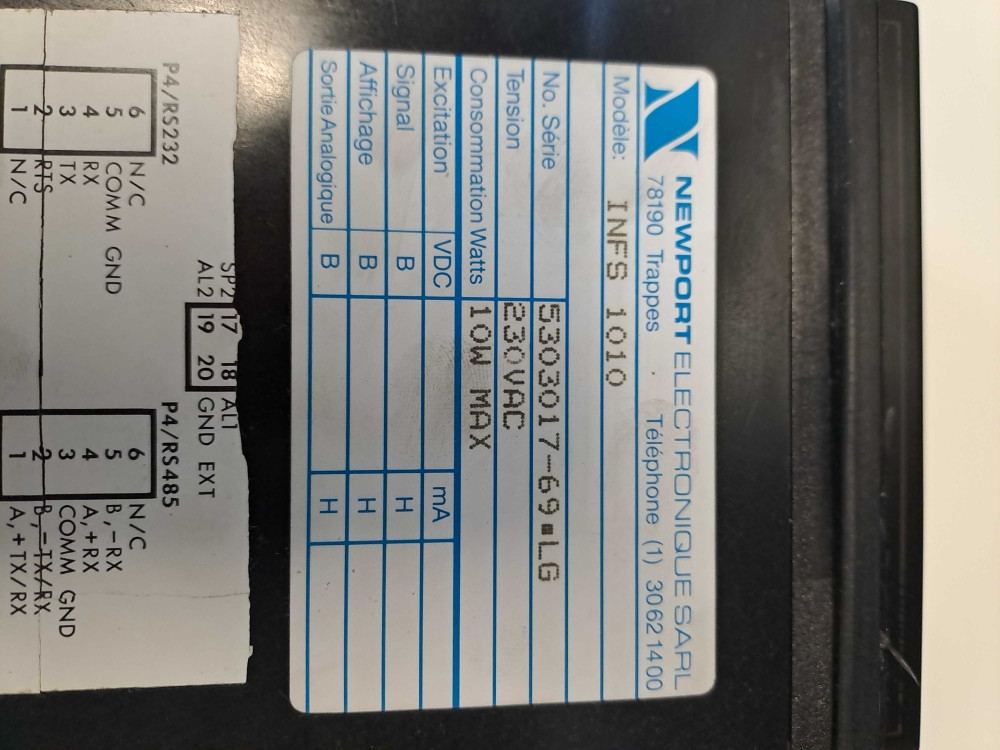 NEWPORT ELECTRONIQUE SARL
78190 Trappes . Téléphone (1) 30621400
Modèle: INFS 1010
No. Série 5303017-69▪LG
Tension 230VAC
Consommation Watts 10W MAX
Excitation VDC mA
Signal B H
Affichage B H
Sortie Analogique B H
SP2 17 18 AL1
AL2 19 20 GND EXT
P4/RS232
6 N/C
5 COMM GND
4 RX
3 TX
2 RTS
1 N/C
P4/RS485
6 N/C
5 B,-RX
4 A,+RX
3 COMM GND
2 B,-TX/RX
1 A,+TX/RX